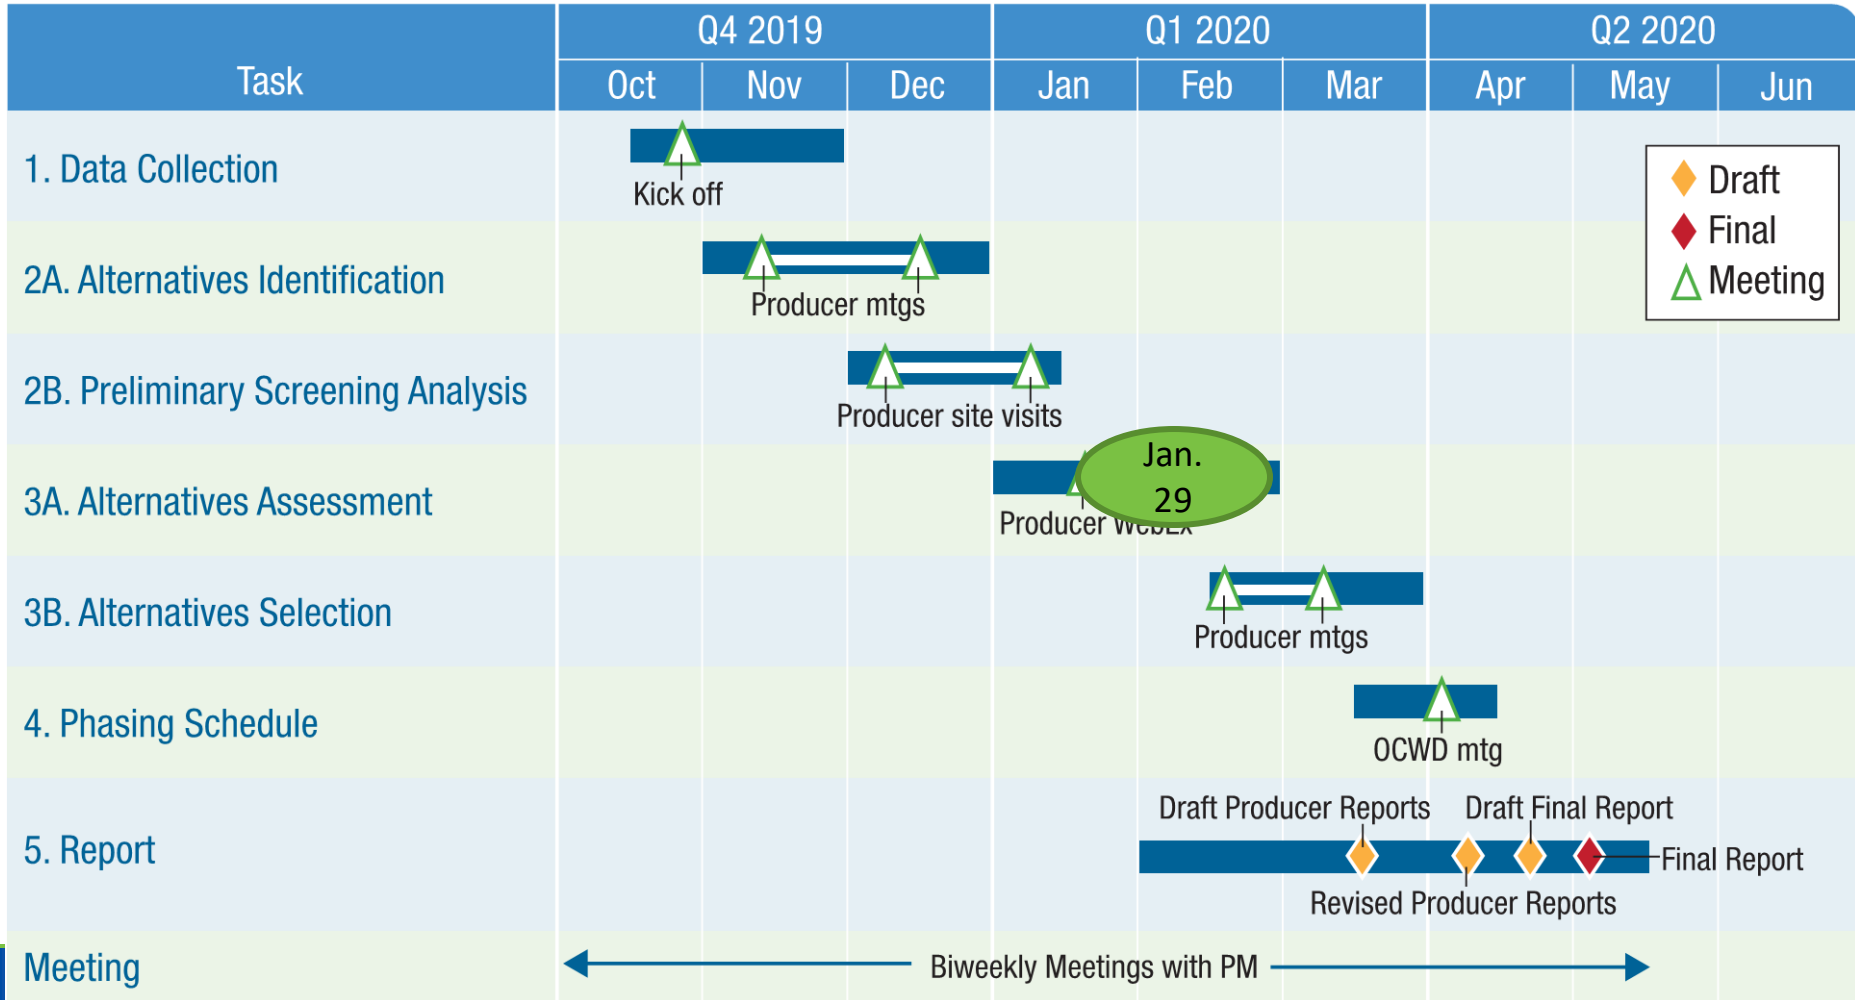 Task
Q4 2019
Q1 2020
Q2 2020
Oct
Nov
Dec
Jan
Feb
Mar
Apr
May
Jun
Draft
Final
Meeting
1. Data Collection
Kick off
2A. Alternatives Identification
Producer mtgs
2B. Preliminary Screening Analysis
Producer site visits
3A. Alternatives Assessment
Jan.
29
Producer WebEx
3B. Alternatives Selection
Producer mtgs
4. Phasing Schedule
OCWD mtg
5. Report
Draft Producer Reports
Draft Final Report
Final Report
Revised Producer Reports
Meeting
Biweekly Meetings with PM